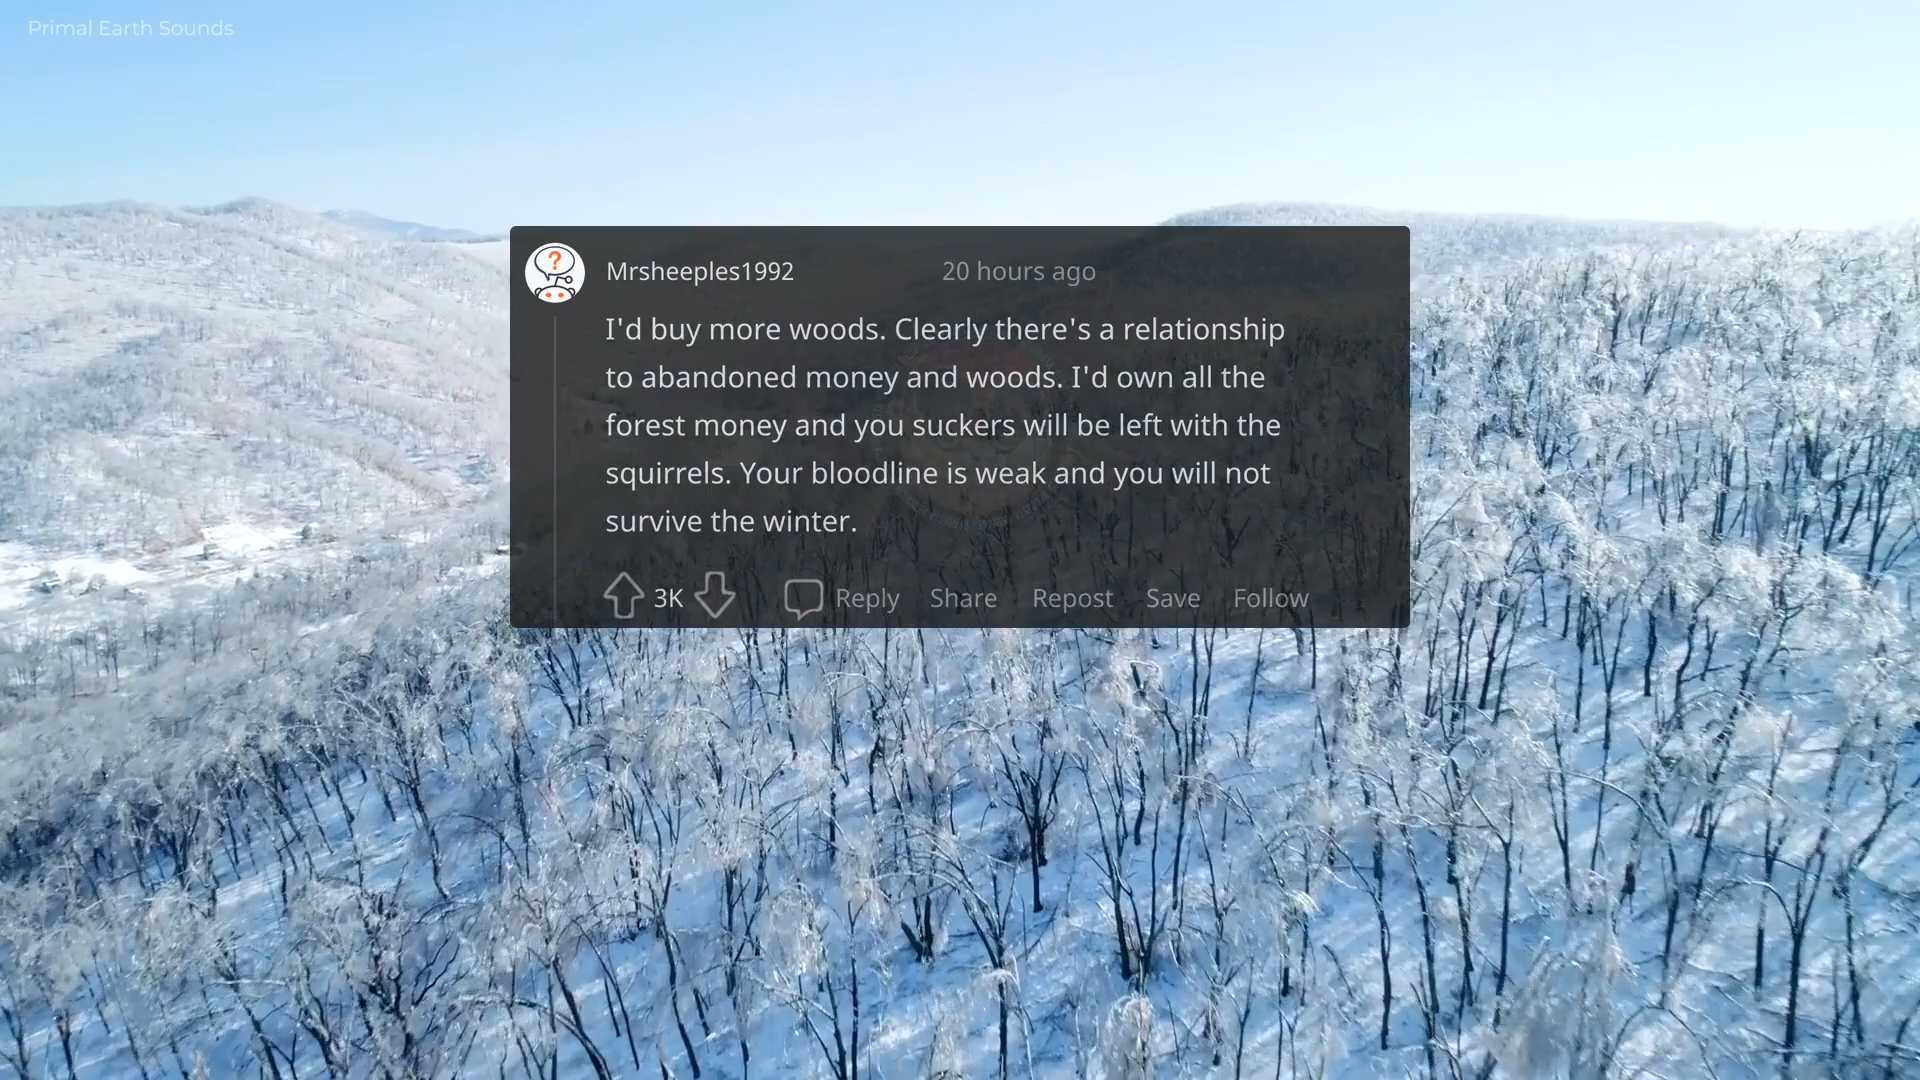 Primal Earth Sounds
Mrsheeples1992 20 hours ago
I'd buy more woods. Clearly there's a relationship
to abandoned money and woods. I'd own all the
forest money and you suckers will be left with the
squirrels. Your bloodline is weak and you will not
survive the winter.
3K Reply Share Repost Save Follow